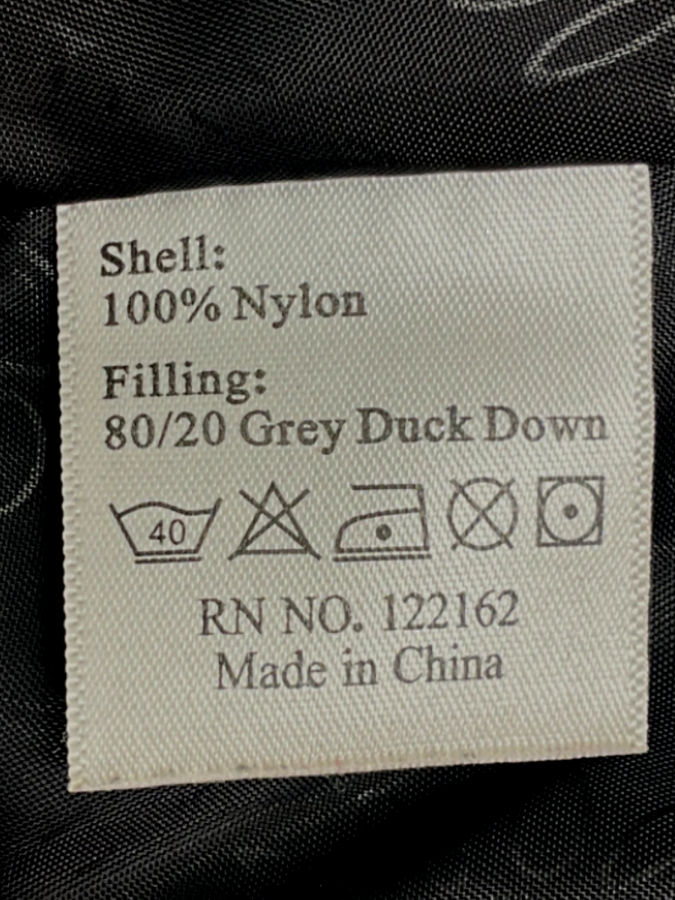 Shell:
100% Nylon
Filling:
80/20 Grey Duck Down
40
RN NO. 122162
Made in China